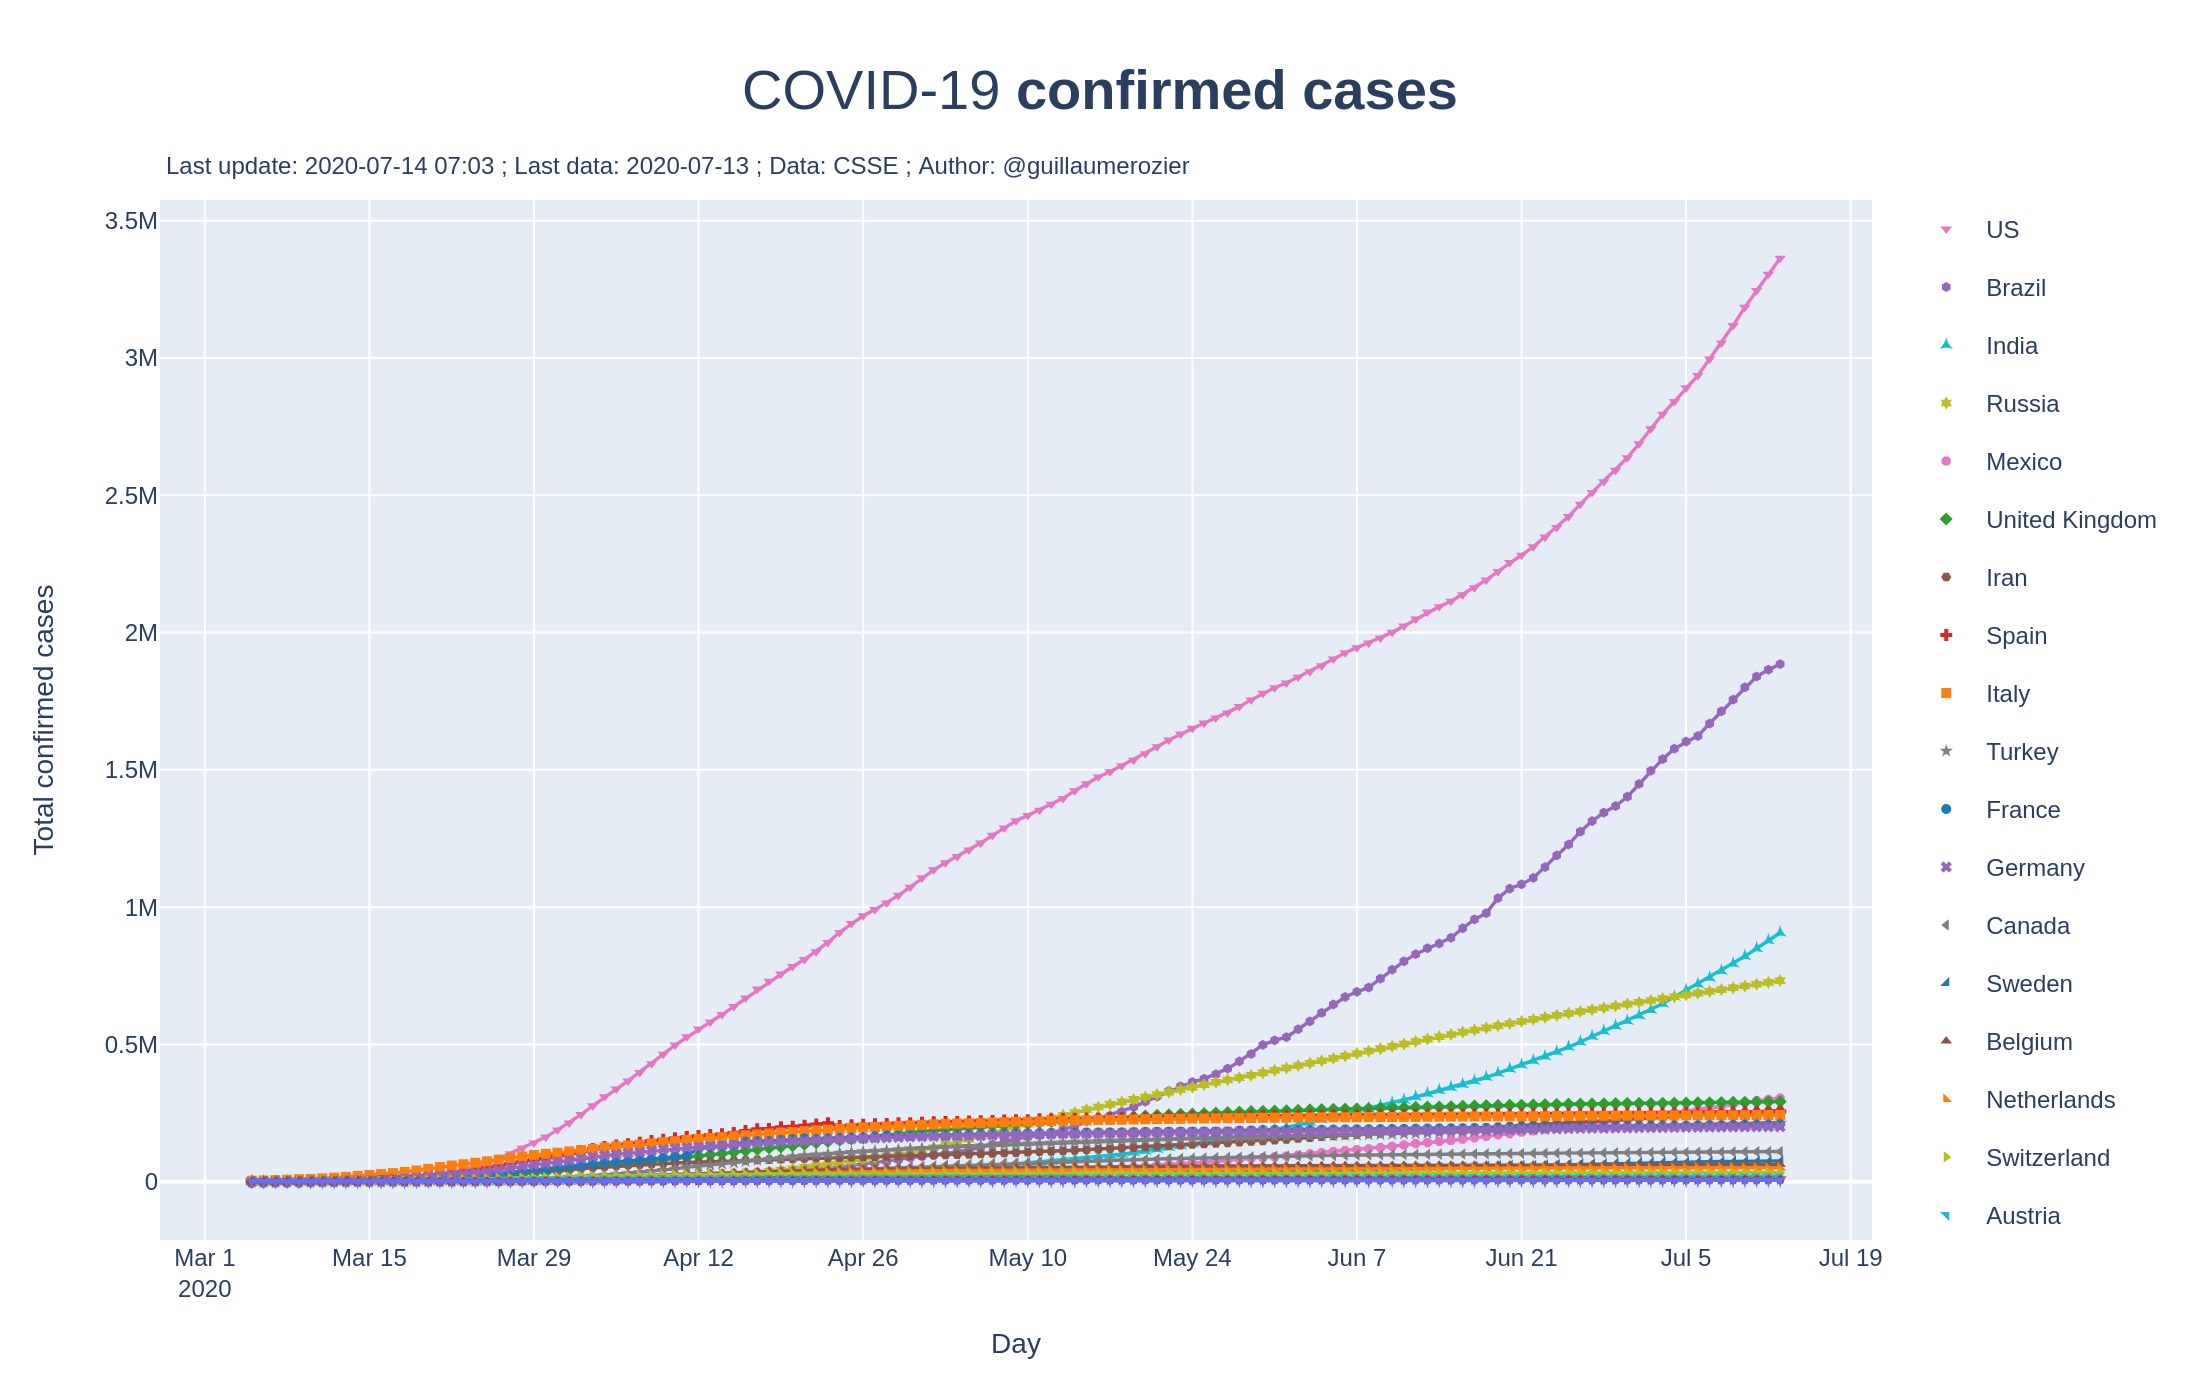 COVID-19 confirmed cases
Last update: 2020-07-14 07:03 ; Last data: 2020-07-13 ; Data: CSSE ; Author: @guillaumerozier
3.5M
3M
2.5M
2M
1.5M
1M
0.5M
0
Total confirmed cases
Mar 1
2020
Mar 15
Mar 29
Apr 12
Apr 26
May 10
May 24
Jun 7
Jun 21
Jul 5
Jul 19
Day
US
Brazil
India
Russia
Mexico
United Kingdom
Iran
Spain
Italy
Turkey
France
Germany
Canada
Sweden
Belgium
Netherlands
Switzerland
Austria